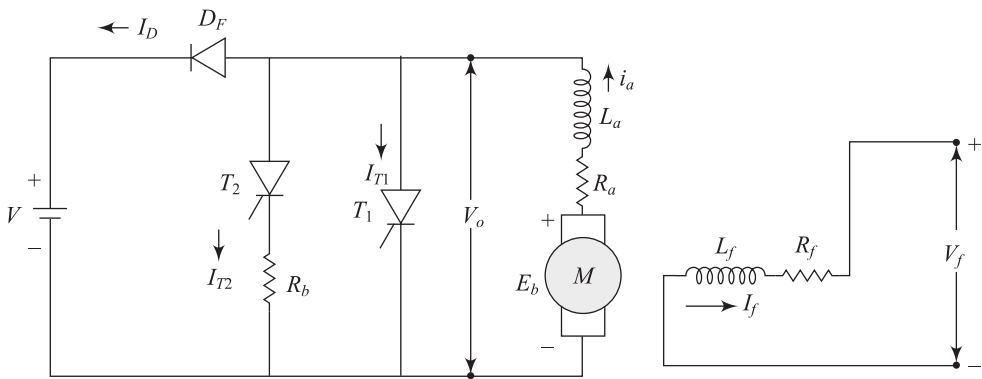 I_D
D_F
i_a
L_a
I_T1
T_2
T_1
R_a
V_o
+
V
−
+
−
I_T2
R_b
E_b
M
L_f
R_f
I_f
V_f
+
−